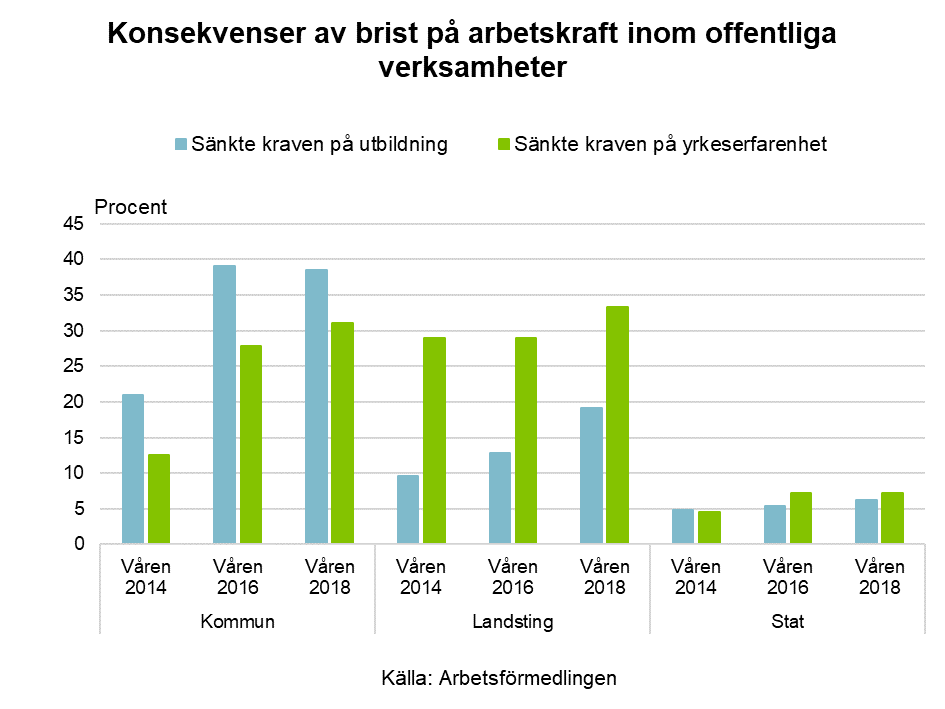 Konsekvenser av brist på arbetskraft inom offentliga
verksamheter
Sänkte kraven på utbildning
Sänkte kraven på yrkeserfarenhet
Procent
45
40
35
30
25
20
15
10
5
0
Våren
2014
Våren
2016
Våren
2018
Våren
2014
Våren
2016
Våren
2018
Våren
2014
Våren
2016
Våren
2018
Kommun
Landsting
Stat
Källa: Arbetsförmedlingen